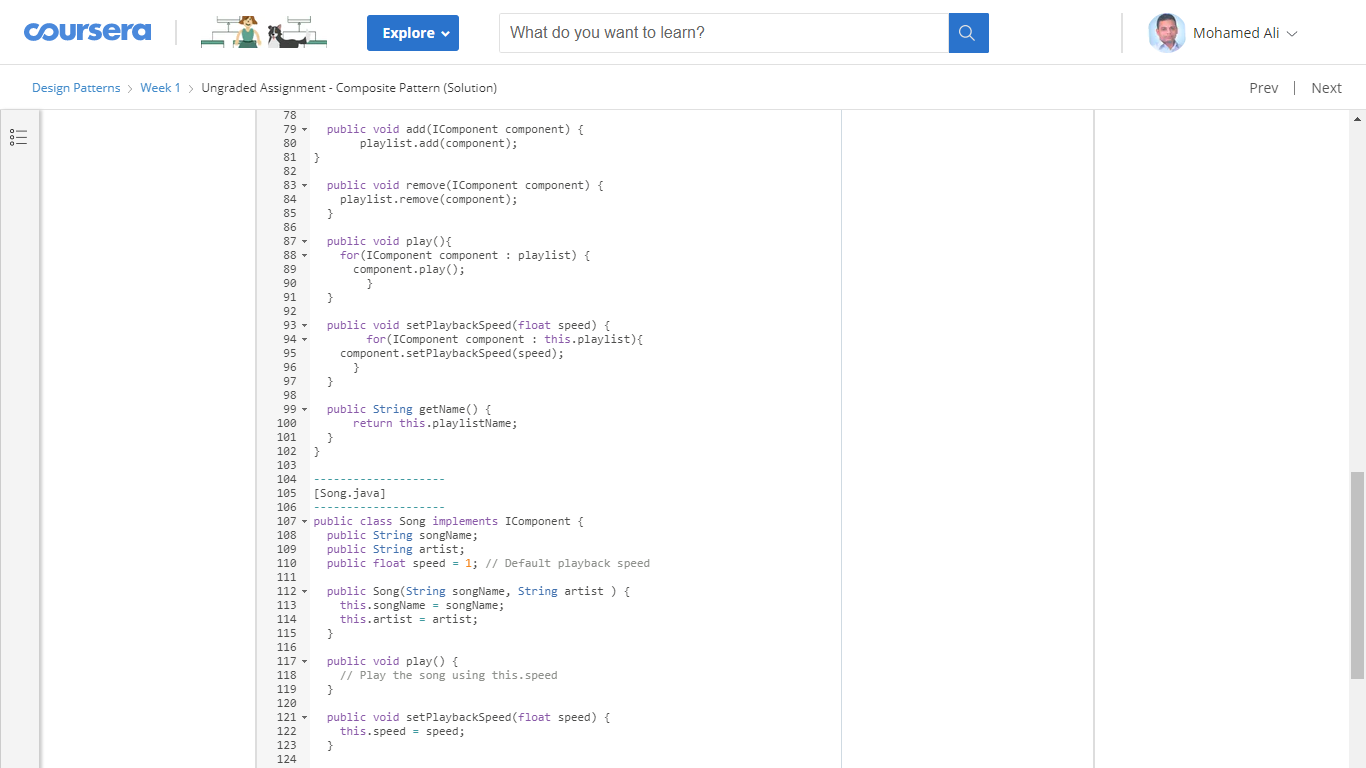 coursera
Explore
What do you want to learn?
Mohamed Ali
Design Patterns > Week 1 > Ungraded Assignment - Composite Pattern (Solution)
Prev | Next
78
79 public void add(IComponent component) {
80 playlist.add(component);
81 }
82
83 public void remove(IComponent component) {
84 playlist.remove(component);
85 }
86
87 public void play(){
88 for(IComponent component : playlist) {
89 component.play();
90 }
91 }
92
93 public void setPlaybackSpeed(float speed) {
94 for(IComponent component : this.playlist){
95 component.setPlaybackSpeed(speed);
96 }
97 }
98
99 public String getName() {
100 return this.playlistName;
101 }
102 }
103
104 --------------------
105 [Song.java]
106 --------------------
107 public class Song implements IComponent {
108 public String songName;
109 public String artist;
110 public float speed = 1; // Default playback speed
111
112 public Song(String songName, String artist ) {
113 this.songName = songName;
114 this.artist = artist;
115 }
116
117 public void play() {
118 // Play the song using this.speed
119 }
120
121 public void setPlaybackSpeed(float speed) {
122 this.speed = speed;
123 }
124